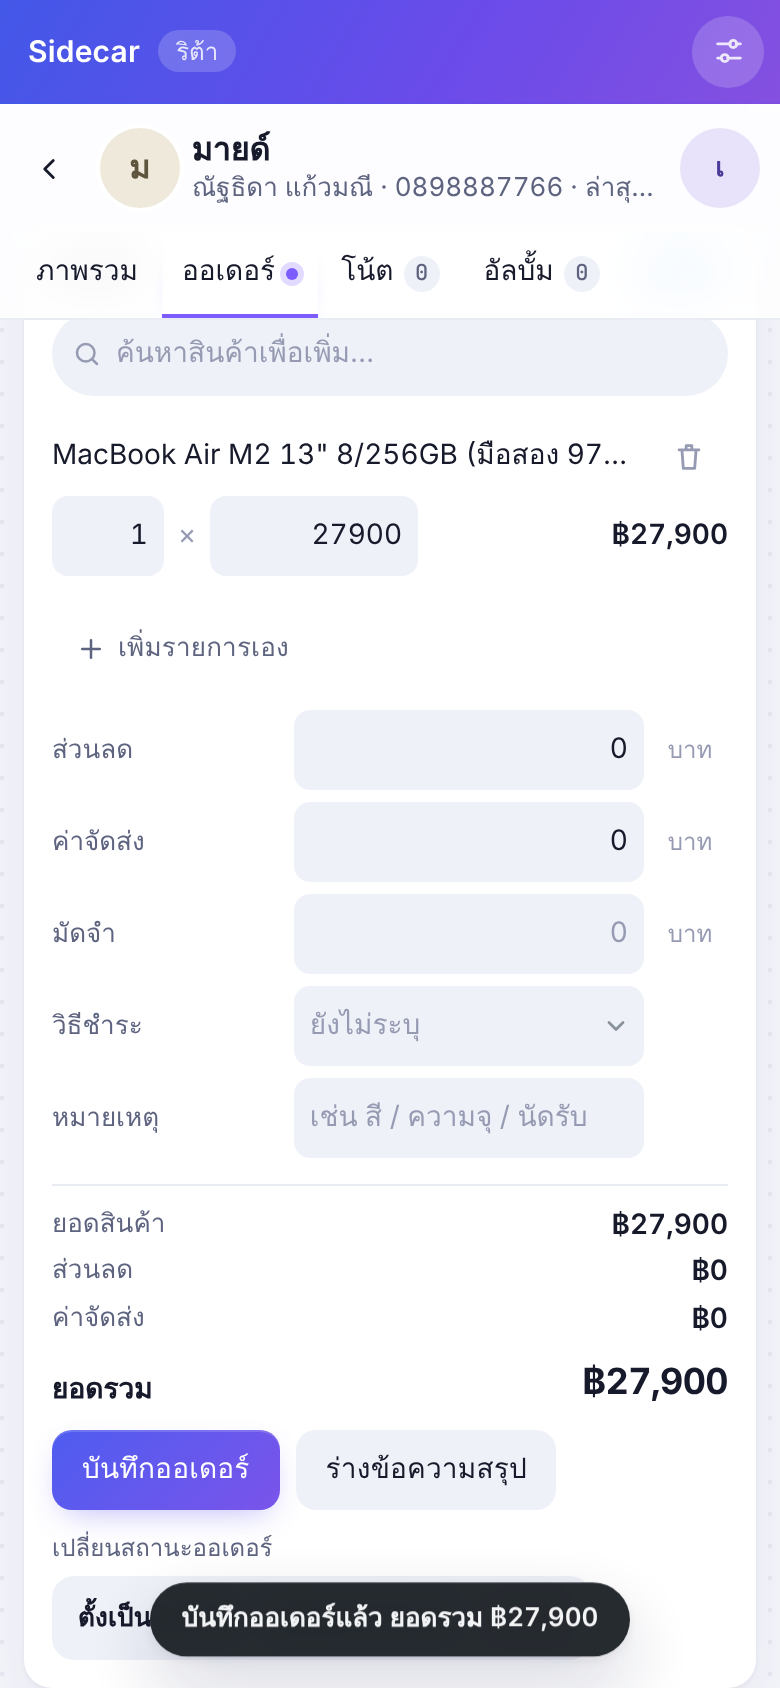 Sidecar ริต้า
ม
มายด์
ณัฐธิดา แก้วมณี · 0898887766 · ล่าสุ...
เ
ภาพรวม ออเดอร์ โน้ต 0 อัลบั้ม 0
ค้นหาสินค้าเพื่อเพิ่ม...
MacBook Air M2 13" 8/256GB (มือสอง 97...
1 × 27900 ฿27,900
+ เพิ่มรายการเอง
ส่วนลด 0 บาท
ค่าจัดส่ง 0 บาท
มัดจำ 0 บาท
วิธีชำระ ยังไม่ระบุ
หมายเหตุ เช่น สี / ความจุ / นัดรับ
ยอดสินค้า ฿27,900
ส่วนลด ฿0
ค่าจัดส่ง ฿0
ยอดรวม ฿27,900
บันทึกออเดอร์ ร่างข้อความสรุป
เปลี่ยนสถานะออเดอร์
ตั้งเป็น
บันทึกออเดอร์แล้ว ยอดรวม ฿27,900